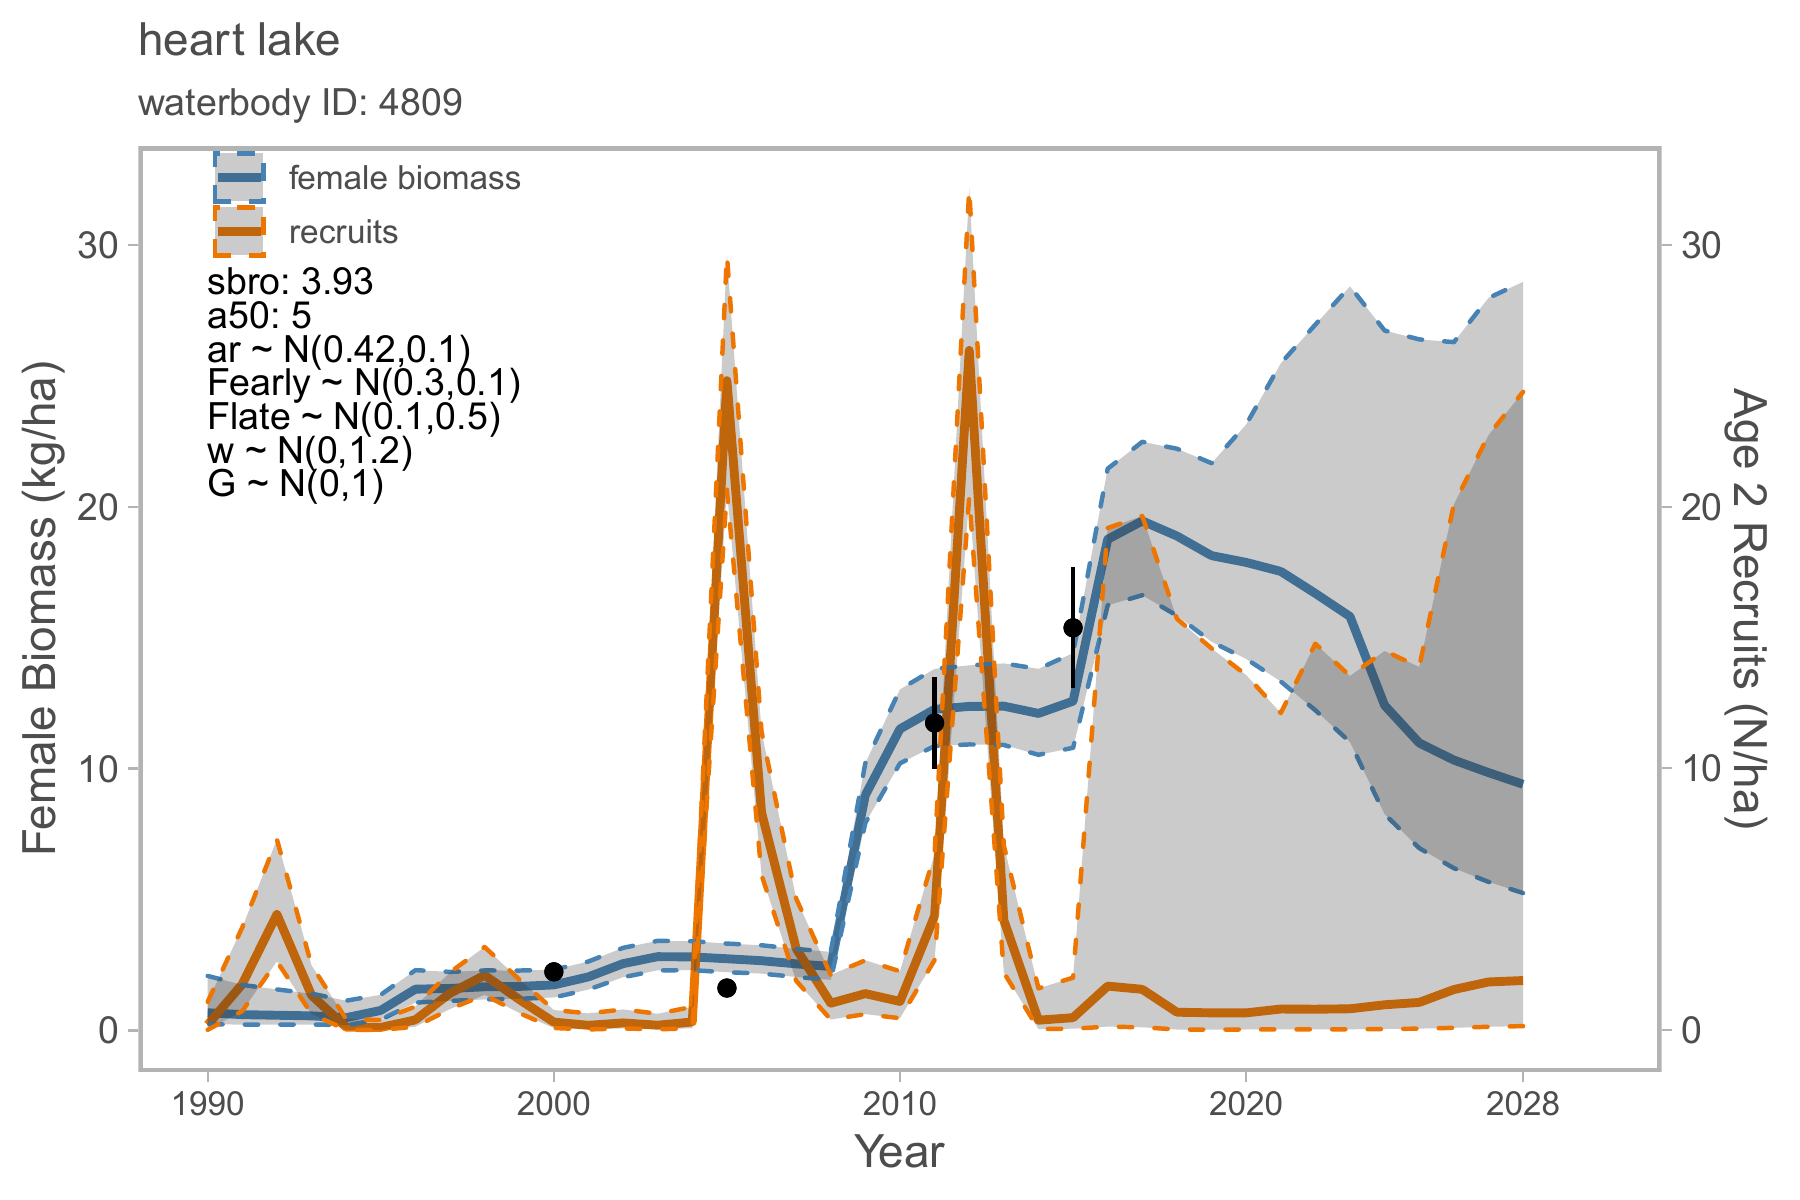 heart lake
waterbody ID: 4809
female biomass
recruits
sbro: 3.93
a50: 5
ar ~ N(0.42,0.1)
Fearly ~ N(0.3,0.1)
Flate ~ N(0.1,0.5)
w ~ N(0,1.2)
G ~ N(0,1)
Female Biomass (kg/ha)
30
20
10
0
30
20
10
0
Age 2 Recruits (N/ha)
1990 2000 2010 2020 2028
Year